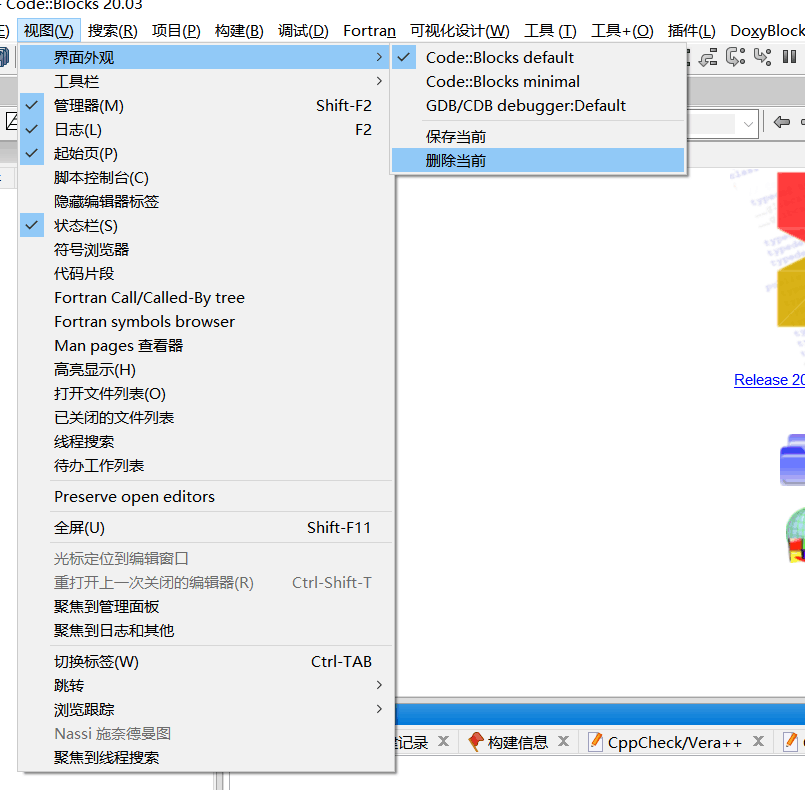 - Code::Blocks 20.03
视图(V) 搜索(R) 项目(P) 构建(B) 调试(D) Fortran 可视化设计(W) 工具 (T) 工具+(O) 插件(L) DoxyBlock
界面外观
工具栏
管理器(M) Shift-F2
日志(L) F2
起始页(P)
脚本控制台(C)
隐藏编辑器标签
状态栏(S)
符号浏览器
代码片段
Fortran Call/Called-By tree
Fortran symbols browser
Man pages 查看器
高亮显示(H)
打开文件列表(O)
已关闭的文件列表
线程搜索
待办工作列表
Preserve open editors
全屏(U) Shift-F11
光标定位到编辑窗口
重打开上一次关闭的编辑器(R) Ctrl-Shift-T
聚焦到管理面板
聚焦到日志和其他
切换标签(W) Ctrl-TAB
跳转
浏览跟踪
Nassi 施奈德曼图
聚焦到线程搜索
Code::Blocks default
Code::Blocks minimal
GDB/CDB debugger:Default
保存当前
删除当前
Release 20
记录 构建信息 CppCheck/Vera++